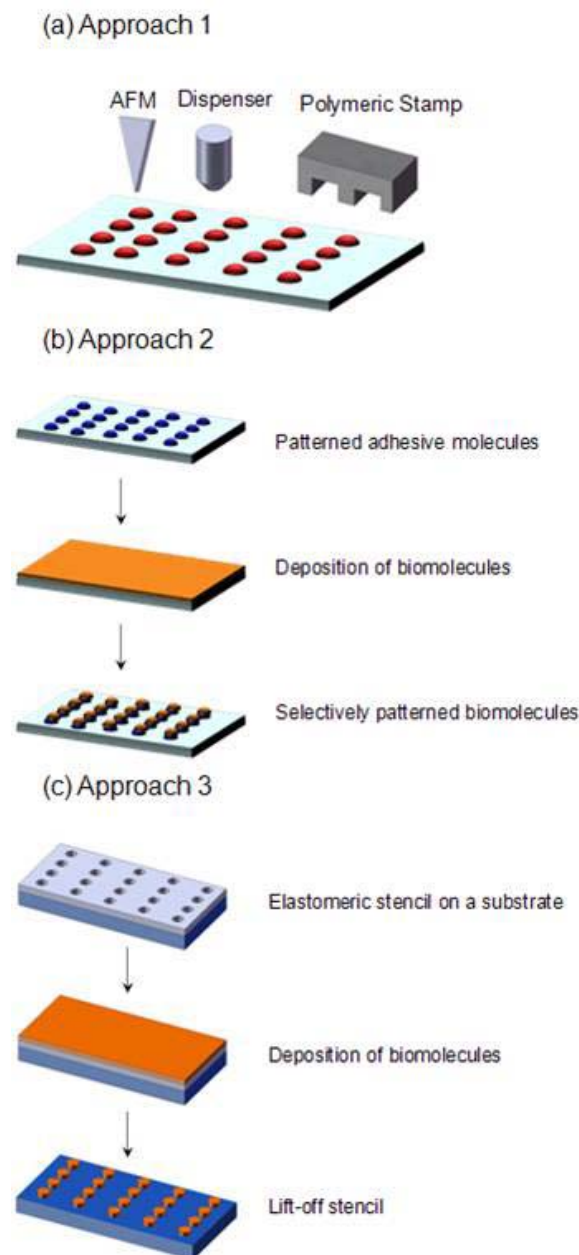 (a) Approach 1
AFM Dispenser Polymeric Stamp
(b) Approach 2
Patterned adhesive molecules
Deposition of biomolecules
Selectively patterned biomolecules
(c) Approach 3
Elastomeric stencil on a substrate
Deposition of biomolecules
Lift-off stencil